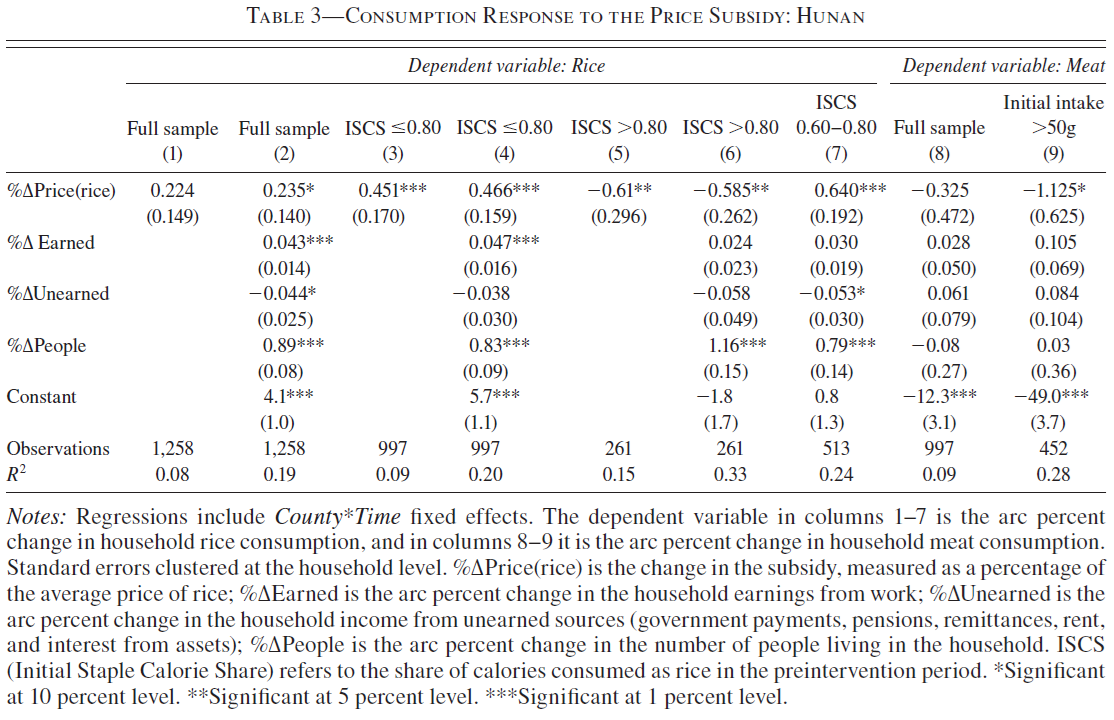 TABLE 3—CONSUMPTION RESPONSE TO THE PRICE SUBSIDY: HUNAN
Dependent variable: Rice Dependent variable: Meat
ISCS Initial intake
Full sample Full sample ISCS ≤0.80 ISCS ≤0.80 ISCS >0.80 ISCS >0.80 0.60–0.80 Full sample >50g
(1) (2) (3) (4) (5) (6) (7) (8) (9)
%ΔPrice(rice) 0.224 0.235* 0.451*** 0.466*** −0.61** −0.585** 0.640*** −0.325 −1.125*
(0.149) (0.140) (0.170) (0.159) (0.296) (0.262) (0.192) (0.472) (0.625)
%Δ Earned 0.043*** 0.047*** 0.024 0.030 0.028 0.105
(0.014) (0.016) (0.023) (0.019) (0.050) (0.069)
%ΔUnearned −0.044* −0.038 −0.058 −0.053* 0.061 0.084
(0.025) (0.030) (0.049) (0.030) (0.079) (0.104)
%ΔPeople 0.89*** 0.83*** 1.16*** 0.79*** −0.08 0.03
(0.08) (0.09) (0.15) (0.14) (0.27) (0.36)
Constant 4.1*** 5.7*** −1.8 0.8 −12.3*** −49.0***
(1.0) (1.1) (1.7) (1.3) (3.1) (3.7)
Observations 1,258 1,258 997 997 261 261 513 997 452
R² 0.08 0.19 0.09 0.20 0.15 0.33 0.24 0.09 0.28
Notes: Regressions include County*Time fixed effects. The dependent variable in columns 1–7 is the arc percent
change in household rice consumption, and in columns 8–9 it is the arc percent change in household meat consumption.
Standard errors clustered at the household level. %ΔPrice(rice) is the change in the subsidy, measured as a percentage of
the average price of rice; %ΔEarned is the arc percent change in the household earnings from work; %ΔUnearned is the
arc percent change in the household income from unearned sources (government payments, pensions, remittances, rent,
and interest from assets); %ΔPeople is the arc percent change in the number of people living in the household. ISCS
(Initial Staple Calorie Share) refers to the share of calories consumed as rice in the preintervention period. *Significant
at 10 percent level. **Significant at 5 percent level. ***Significant at 1 percent level.